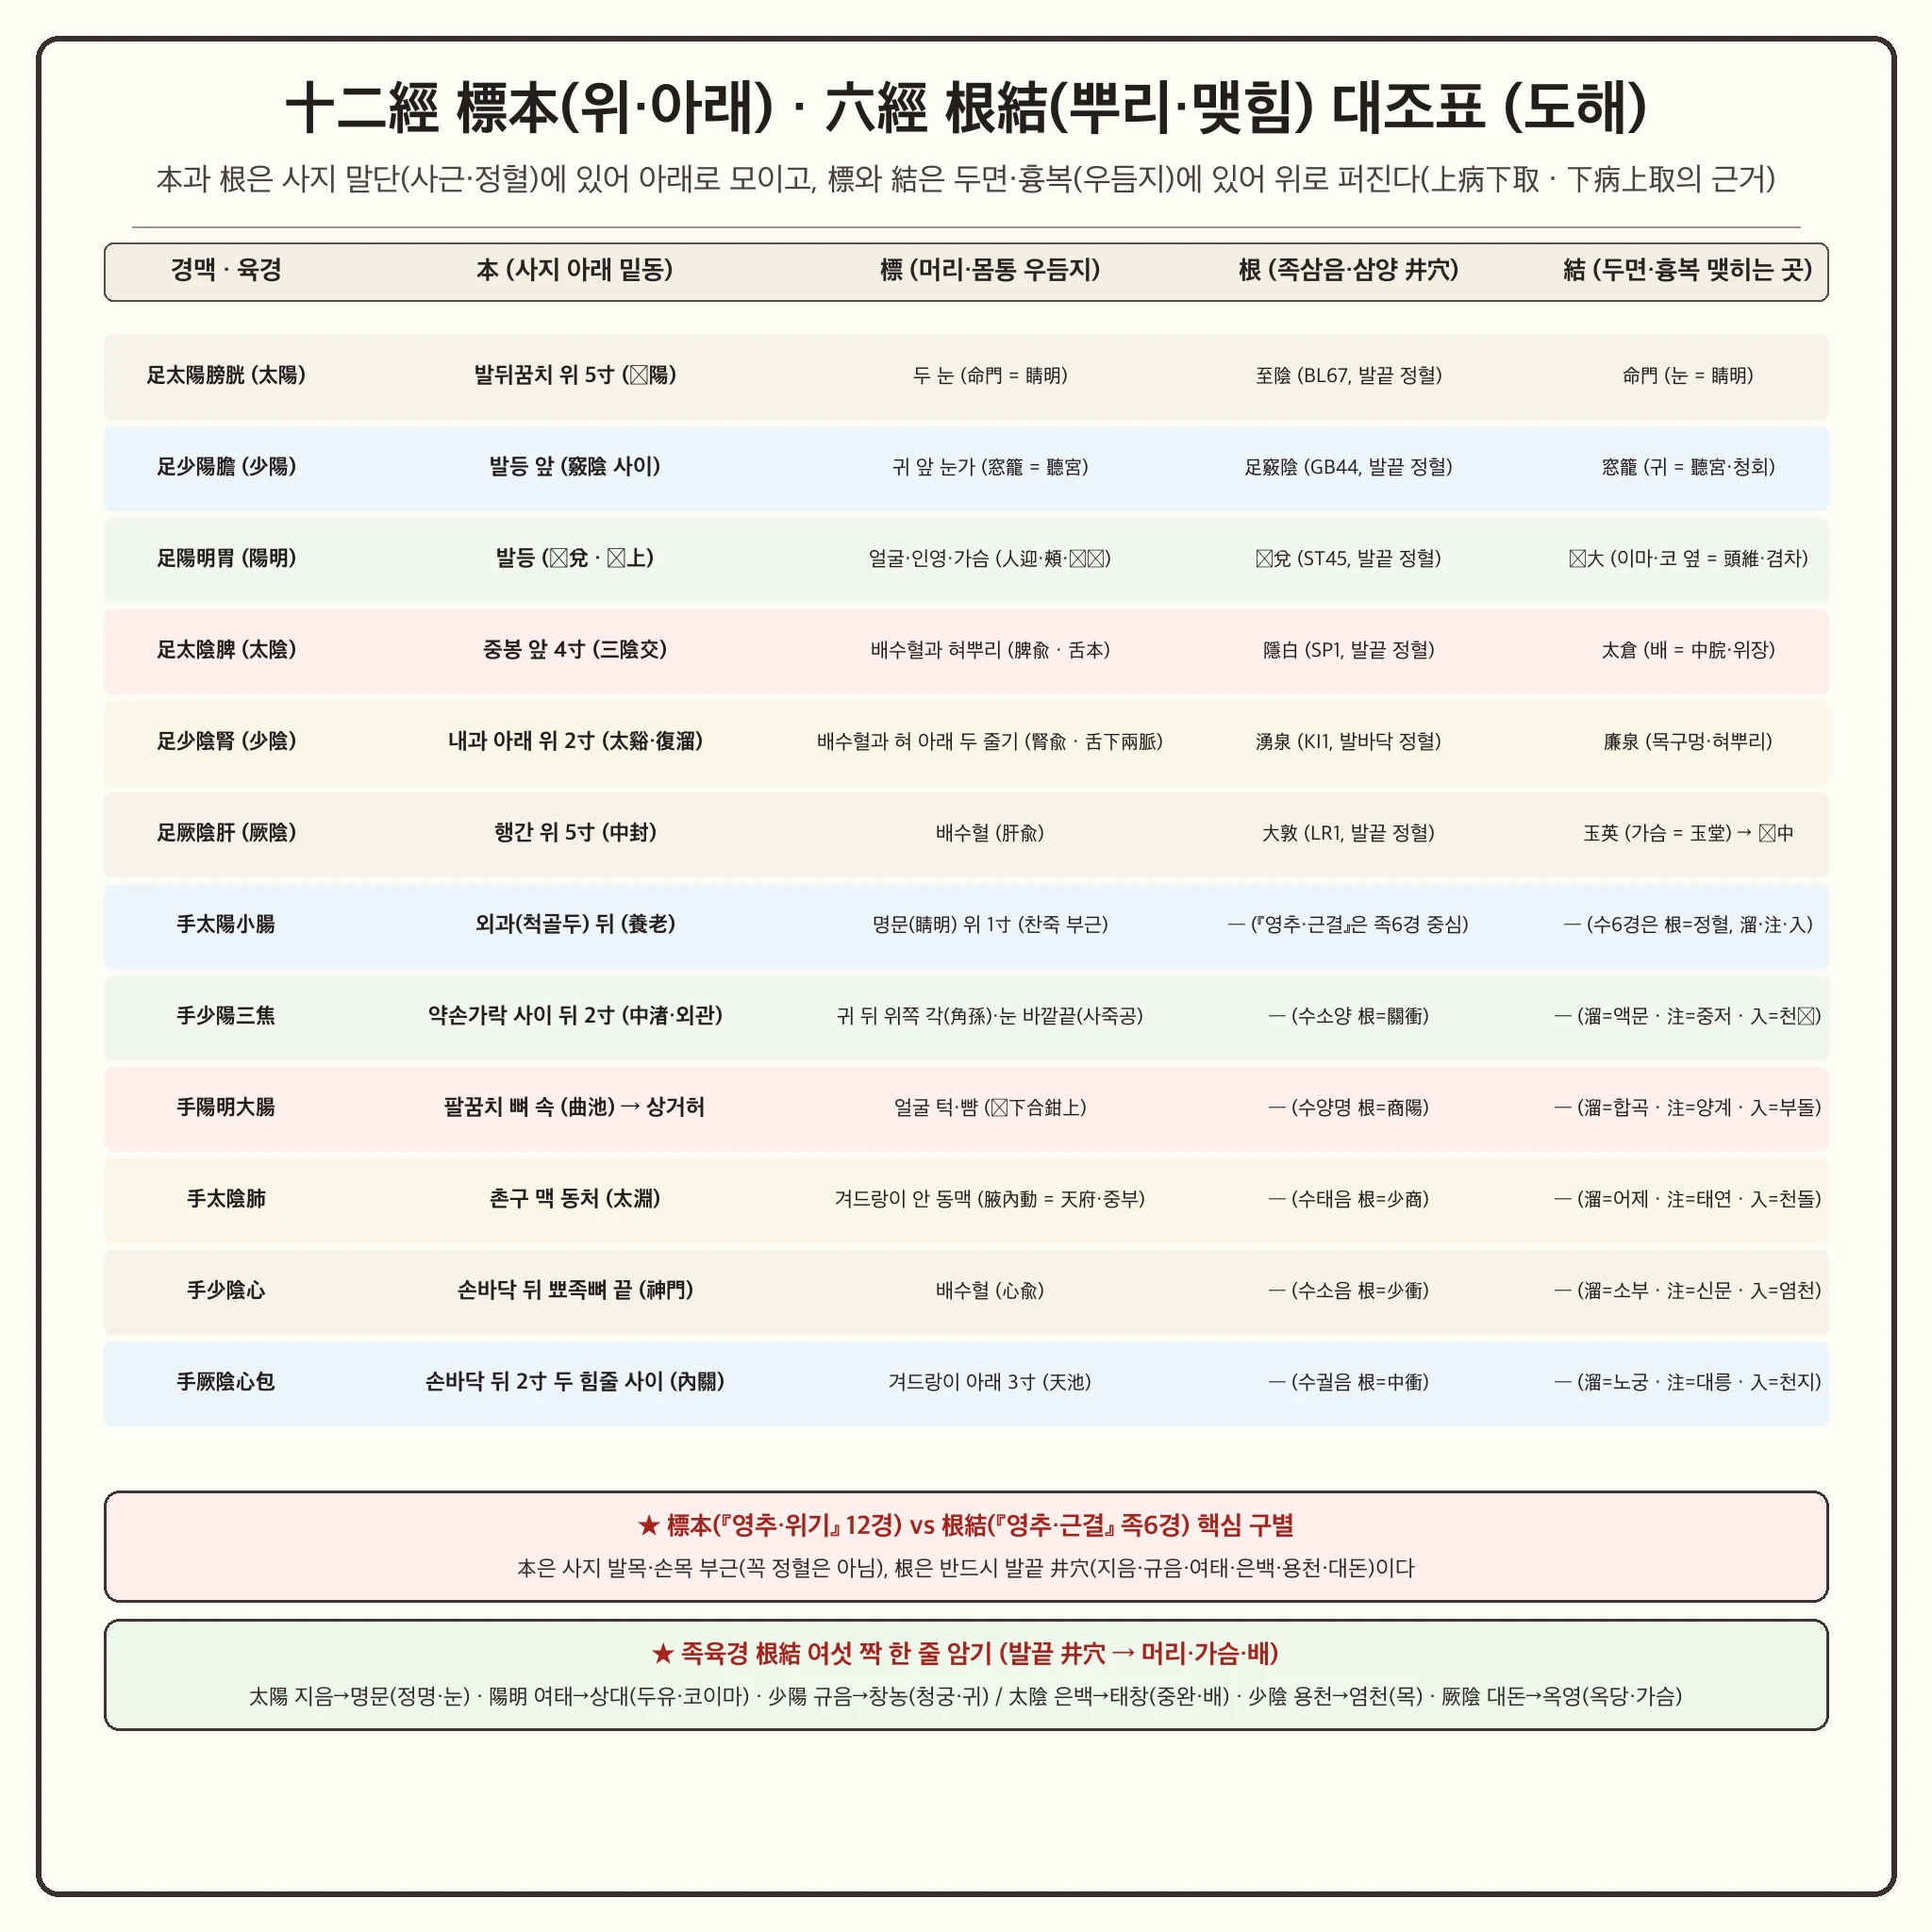 十二經 標本(위·아래) · 六經 根結(뿌리·맺힘) 대조표 (도해)
本과 根은 사지 말단(사근·정혈)에 있어 아래로 모이고, 標와 結은 두면·흉복(우듬지)에 있어 위로 퍼진다(上病下取 · 下病上取의 근거)
경맥 · 육경 本 (사지 아래 밑동) 標 (머리·몸통 우듬지) 根 (족삼음·삼양 井穴) 結 (두면·흉복 맺히는 곳)
足太陽膀胱 (太陽) 발뒤꿈치 위 5寸 (☒陽) 두 눈 (命門 = 睛明) 至陰 (BL67, 발끝 정혈) 命門 (눈 = 睛明)
足少陽膽 (少陽) 발등 앞 (竅陰 사이) 귀 앞 눈가 (窓籠 = 聽宮) 足竅陰 (GB44, 발끝 정혈) 窓籠 (귀 = 聽宮·청회)
足陽明胃 (陽明) 발등 (☒兌 · ☒上) 얼굴·인영·가슴 (人迎·頰·☒☒) ☒兌 (ST45, 발끝 정혈) ☒大 (이마·코 옆 = 頭維·겸차)
足太陰脾 (太陰) 중봉 앞 4寸 (三陰交) 배수혈과 혀뿌리 (脾兪 · 舌本) 隱白 (SP1, 발끝 정혈) 太倉 (배 = 中脘·위장)
足少陰腎 (少陰) 내과 아래 위 2寸 (太谿·復溜) 배수혈과 혀 아래 두 줄기 (腎兪 · 舌下兩脈) 湧泉 (KI1, 발바닥 정혈) 廉泉 (목구멍·혀뿌리)
足厥陰肝 (厥陰) 행간 위 5寸 (中封) 배수혈 (肝兪) 大敦 (LR1, 발끝 정혈) 玉英 (가슴 = 玉堂) → ☒中
手太陽小腸 외과(척골두) 뒤 (養老) 명문(睛明) 위 1寸 (찬죽 부근) — (『영추·근결』은 족6경 중심) — (수6경은 根=정혈, 溜·注·入)
手少陽三焦 약손가락 사이 뒤 2寸 (中渚·외관) 귀 뒤 위쪽 각(角孫)·눈 바깥끝(사죽공) — (수소양 根=關衝) — (溜=액문 · 注=중저 · 入=천☒)
手陽明大腸 팔꿈치 뼈 속 (曲池) → 상거허 얼굴 턱·뺨 (☒下合鉗上) — (수양명 根=商陽) — (溜=합곡 · 注=양계 · 入=부돌)
手太陰肺 촌구 맥 동처 (太淵) 겨드랑이 안 동맥 (腋內動 = 天府·중부) — (수태음 根=少商) — (溜=어제 · 注=태연 · 入=천돌)
手少陰心 손바닥 뒤 뾰족뼈 끝 (神門) 배수혈 (心兪) — (수소음 根=少衝) — (溜=소부 · 注=신문 · 入=염천)
手厥陰心包 손바닥 뒤 2寸 두 힘줄 사이 (內關) 겨드랑이 아래 3寸 (天池) — (수궐음 根=中衝) — (溜=노궁 · 注=대릉 · 入=천지)
★ 標本(『영추·위기』 12경) vs 根結(『영추·근결』 족6경) 핵심 구별
本은 사지 발목·손목 부근(꼭 정혈은 아님), 根은 반드시 발끝 井穴(지음·규음·여태·은백·용천·대돈)이다
★ 족육경 根結 여섯 짝 한 줄 암기 (발끝 井穴 → 머리·가슴·배)
太陽 지음→명문(정명·눈) · 陽明 여태→상대(두유·코이마) · 少陽 규음→창농(청궁·귀) / 太陰 은백→태창(중완·배) · 少陰 용천→염천(목) · 厥陰 대돈→옥영(옥당·가슴)